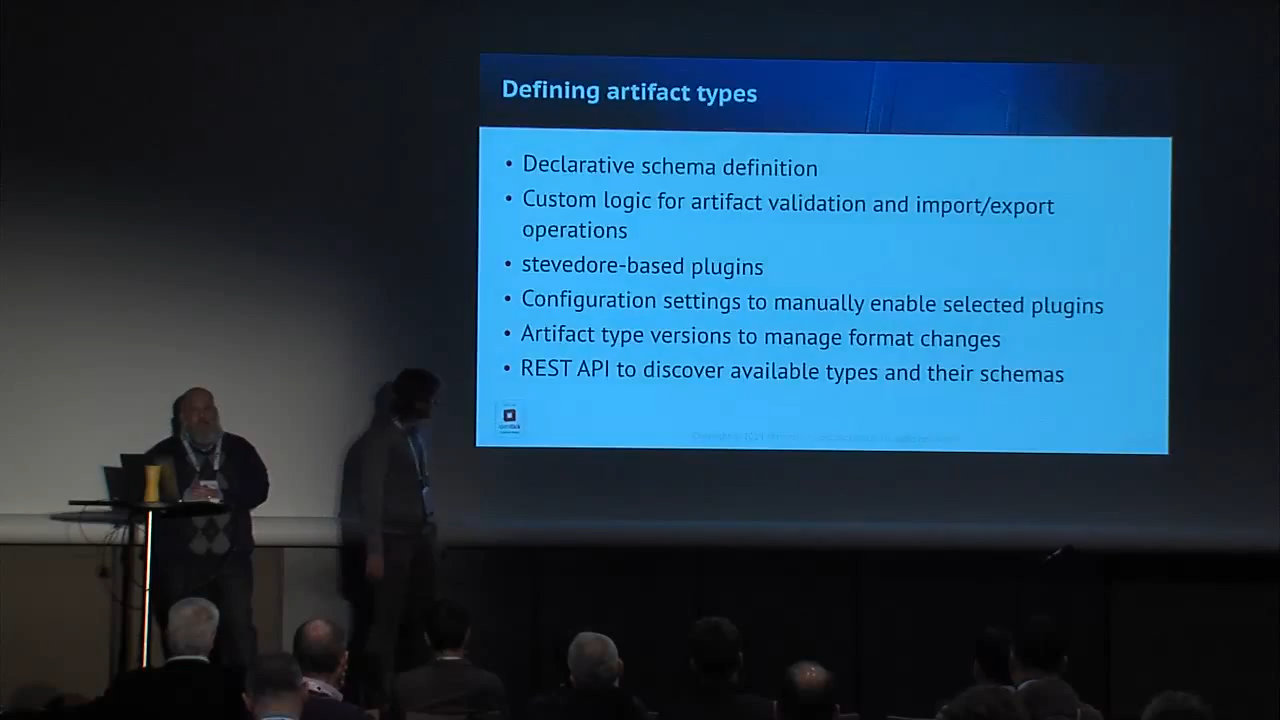 Defining artifact types
• Declarative schema definition
• Custom logic for artifact validation and import/export
operations
• stevedore-based plugins
• Configuration settings to manually enable selected plugins
• Artifact type versions to manage format changes
• REST API to discover available types and their schemas
openstack